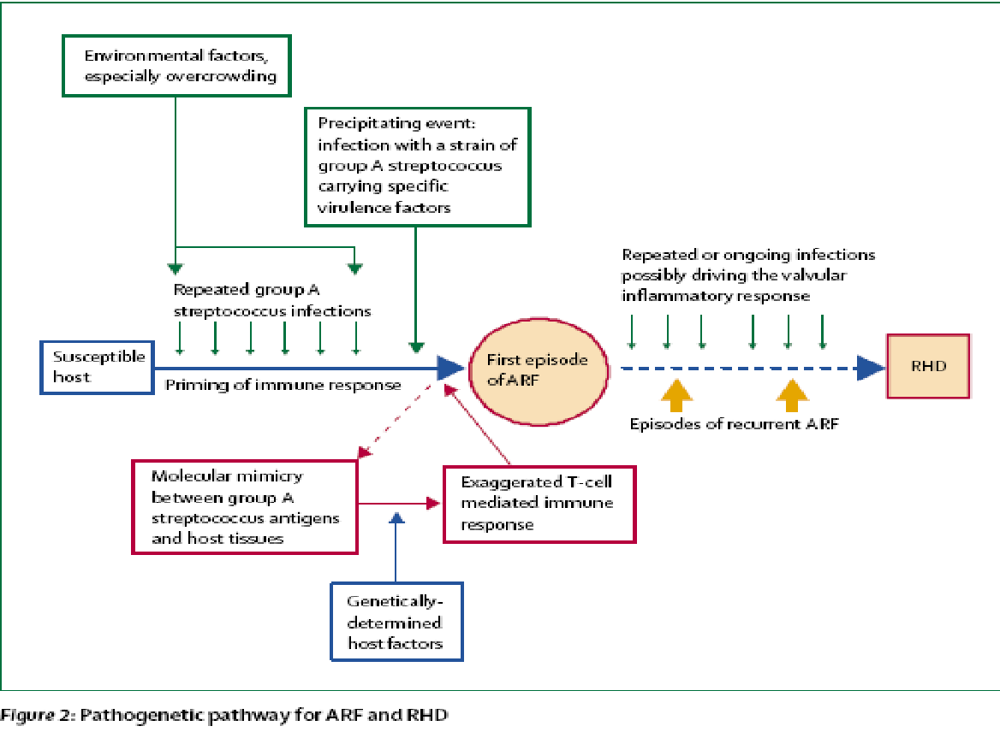 Environmental factors,
especially overcrowding
Precipitating event:
infection with a strain of
group A streptococcus
carrying specific
virulence factors
Repeated group A
streptococcus infections
Repeated or ongoing infections
possibly driving the valvular
inflammatory response
Susceptible
host
Priming of immune response
First episode
of ARF
RHD
Episodes of recurrent ARF
Molecular mimicry
between group A
streptococcus antigens
and host tissues
Exaggerated T-cell
mediated immune
response
Genetically-
determined
host factors
Figure 2: Pathogenetic pathway for ARF and RHD